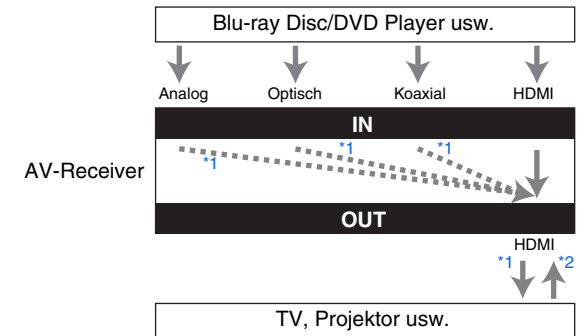 Blu-ray Disc/DVD Player usw.
Analog Optisch Koaxial HDMI
IN
*1 *1 *1
AV-Receiver
OUT
HDMI
*1 *2
TV, Projektor usw.